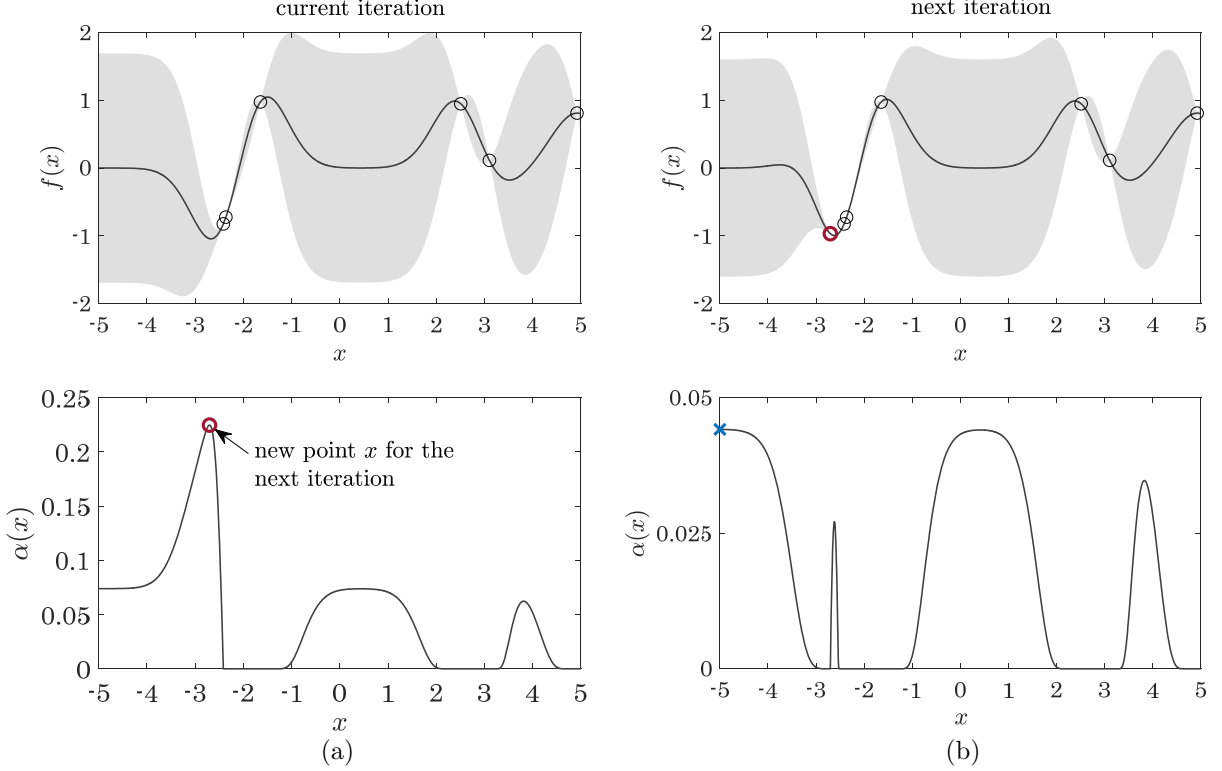 current iteration
2
1
0
-1
-2
f(x)
-5 -4 -3 -2 -1 0 1 2 3 4 5
x
next iteration
2
1
0
-1
-2
f(x)
-5 -4 -3 -2 -1 0 1 2 3 4 5
x
0.25
0.2
0.15
0.1
0.05
0
α(x)
new point x for the
next iteration
-5 -4 -3 -2 -1 0 1 2 3 4 5
x
(a)
0.05
0.025
0
α(x)
-5 -4 -3 -2 -1 0 1 2 3 4 5
x
(b)